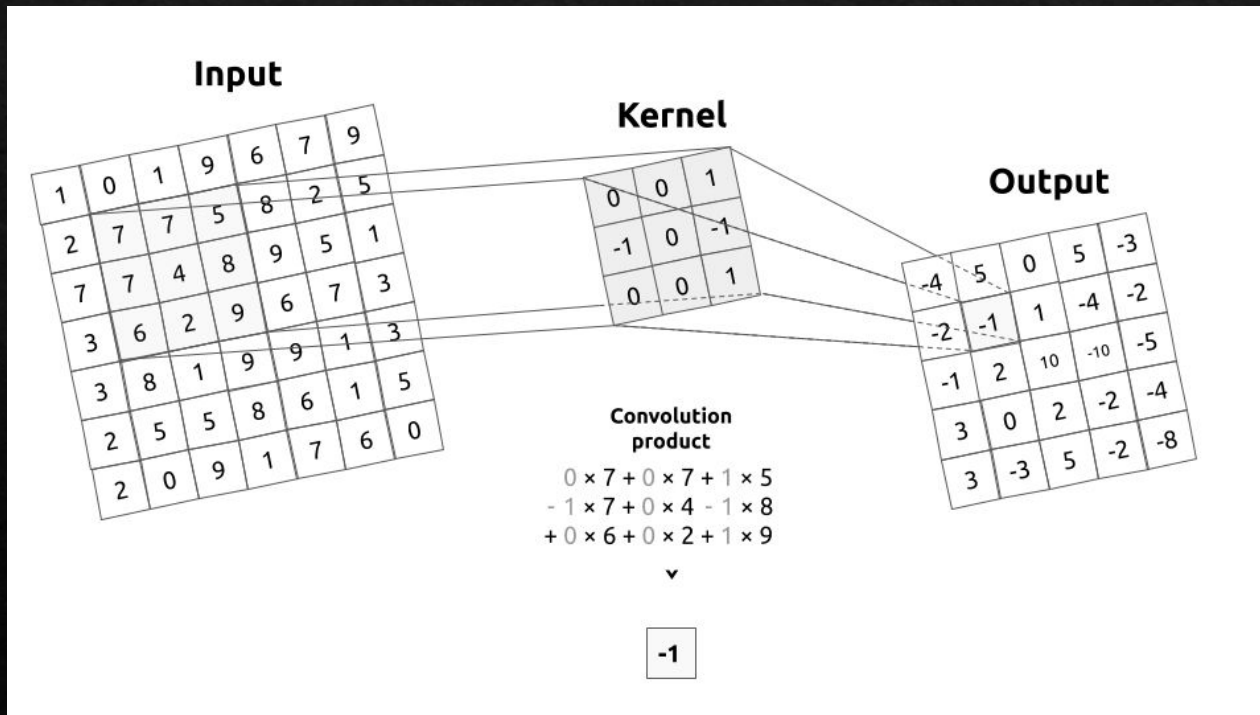 Input
1 0 1 9 6 7 9
2 7 7 5 8 2 5
7 7 4 8 9 5 1
3 6 2 9 6 7 3
3 8 1 9 9 1 3
2 5 5 8 6 1 5
2 0 9 1 7 6 0
Kernel
0 0 1
-1 0 -1
0 0 1
Output
-4 5 0 5 -3
-2 -1 1 -4 -2
-1 2 10 -10 -5
3 0 2 -2 -4
3 -3 5 -2 -8
Convolution
product
0 × 7 + 0 × 7 + 1 × 5
- 1 × 7 + 0 × 4 - 1 × 8
+ 0 × 6 + 0 × 2 + 1 × 9
-1